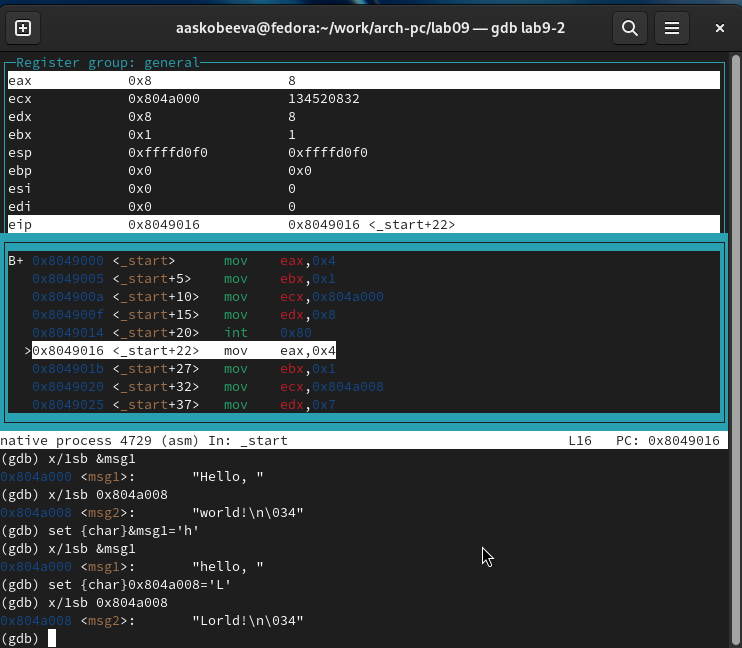 aaskobeeva@fedora:~/work/arch-pc/lab09 — gdb lab9-2
Register group: general
eax 0x8 8
ecx 0x804a000 134520832
edx 0x8 8
ebx 0x1 1
esp 0xffffd0f0 0xffffd0f0
ebp 0x0 0x0
esi 0x0 0
edi 0x0 0
eip 0x8049016 0x8049016 <_start+22>
B+ 0x8049000 <_start> mov eax,0x4
0x8049005 <_start+5> mov ebx,0x1
0x804900a <_start+10> mov ecx,0x804a000
0x804900f <_start+15> mov edx,0x8
0x8049014 <_start+20> int 0x80
>0x8049016 <_start+22> mov eax,0x4
0x804901b <_start+27> mov ebx,0x1
0x8049020 <_start+32> mov ecx,0x804a008
0x8049025 <_start+37> mov edx,0x7
native process 4729 (asm) In: _start L16 PC: 0x8049016
(gdb) x/1sb &msg1
0x804a000 <msg1>: "Hello, "
(gdb) x/1sb 0x804a008
0x804a008 <msg2>: "world!\n\034"
(gdb) set {char}&msg1='h'
(gdb) x/1sb &msg1
0x804a000 <msg1>: "hello, "
(gdb) set {char}0x804a008='L'
(gdb) x/1sb 0x804a008
0x804a008 <msg2>: "Lorld!\n\034"
(gdb)